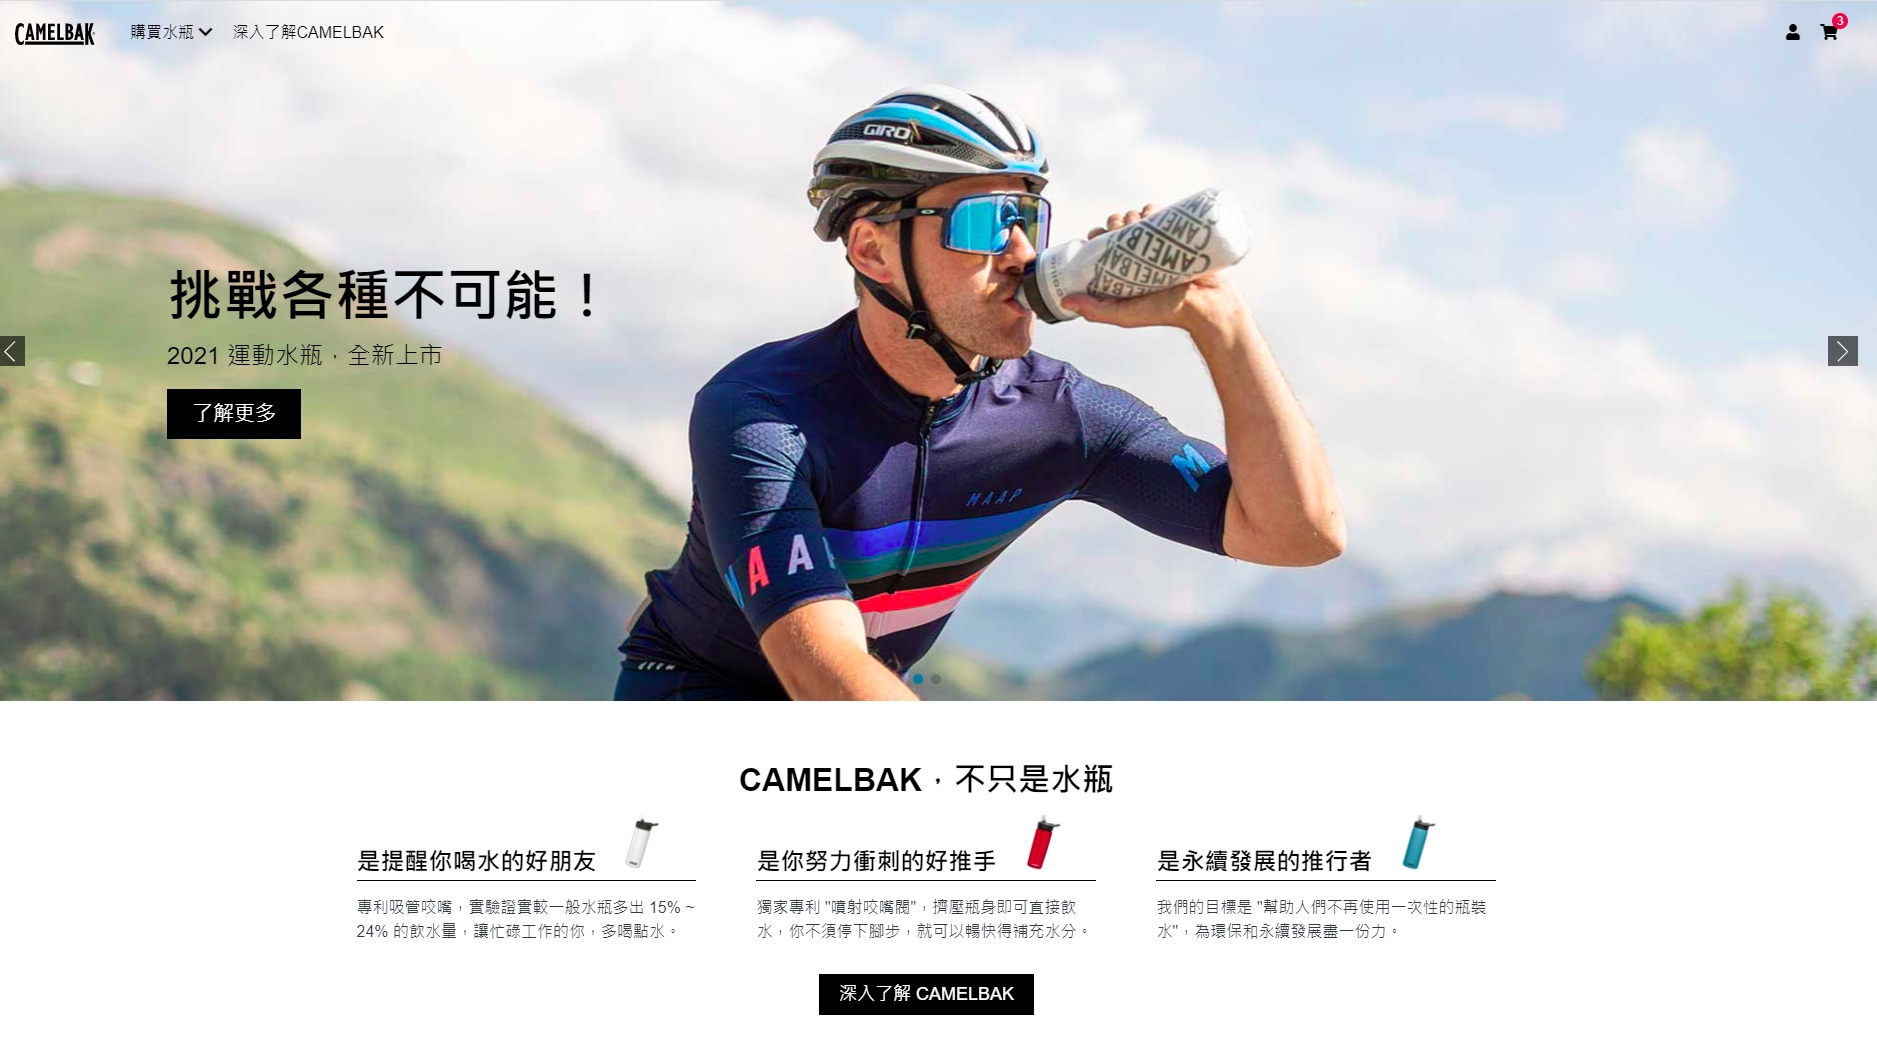 CAMELBAK
購買水瓶
深入了解CAMELBAK
3
GIRO
CAMELBA
CAMELBAK
挑戰各種不可能！
2021 運動水瓶，全新上市
了解更多
M
MAAP
A A
CAMELBAK，不只是水瓶
是提醒你喝水的好朋友
專利吸管咬嘴，實驗證實較一般水瓶多出 15% ~
24% 的飲水量，讓忙碌工作的你，多喝點水。
是你努力衝刺的好推手
獨家專利 "噴射咬嘴閥"，擠壓瓶身即可直接飲
水，你不須停下腳步，就可以暢快得補充水分。
是永續發展的推行者
我們的目標是 "幫助人們不再使用一次性的瓶裝
水"，為環保和永續發展盡一份力。
深入了解 CAMELBAK